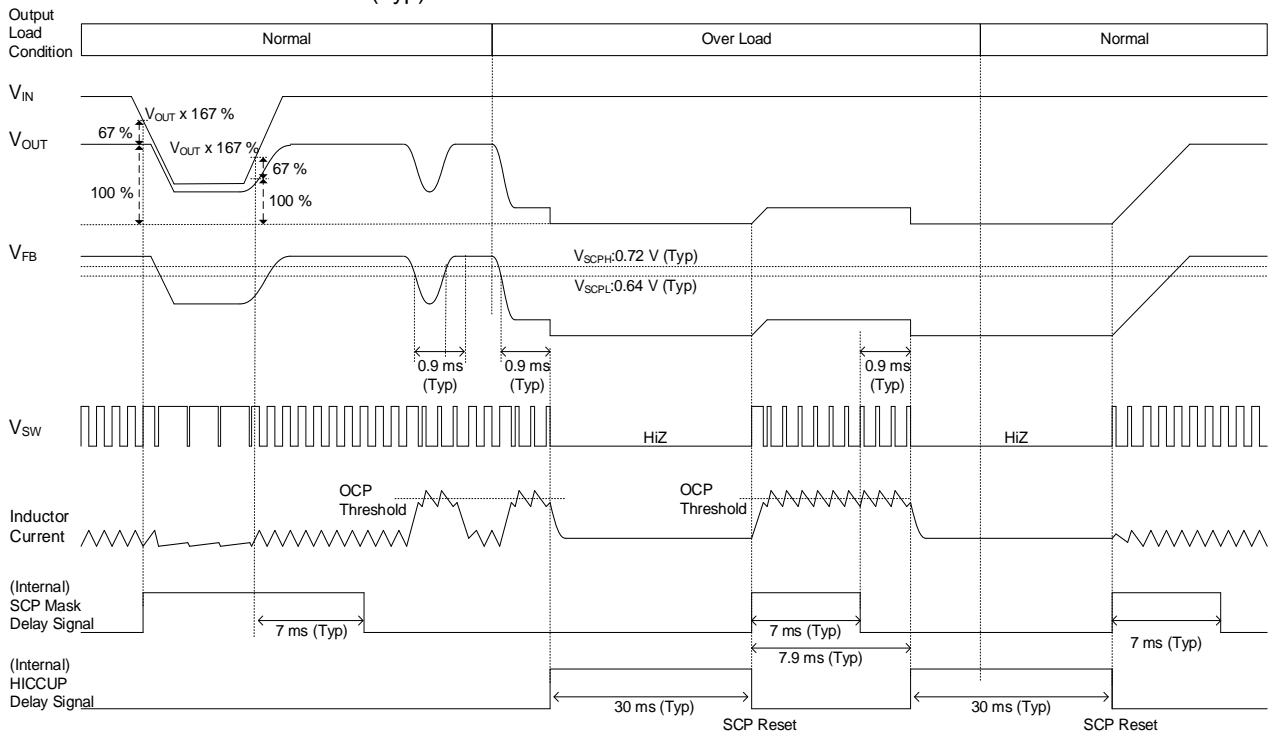 (Typ)
Output
Load
Condition
Normal
Over Load
Normal
VIN
VOUT x 167 %
67 %
VOUT
VOUT x 167 %
67 %
100 %
100 %
VFB
VSCPH:0.72 V (Typ)
VSCPL:0.64 V (Typ)
0.9 ms
(Typ)
0.9 ms
(Typ)
0.9 ms
(Typ)
VSW
HiZ
HiZ
OCP
Threshold
OCP
Threshold
Inductor
Current
(Internal)
SCP Mask
Delay Signal
7 ms (Typ)
7 ms (Typ)
7 ms (Typ)
7.9 ms (Typ)
(Internal)
HICCUP
Delay Signal
30 ms (Typ)
30 ms (Typ)
SCP Reset
SCP Reset